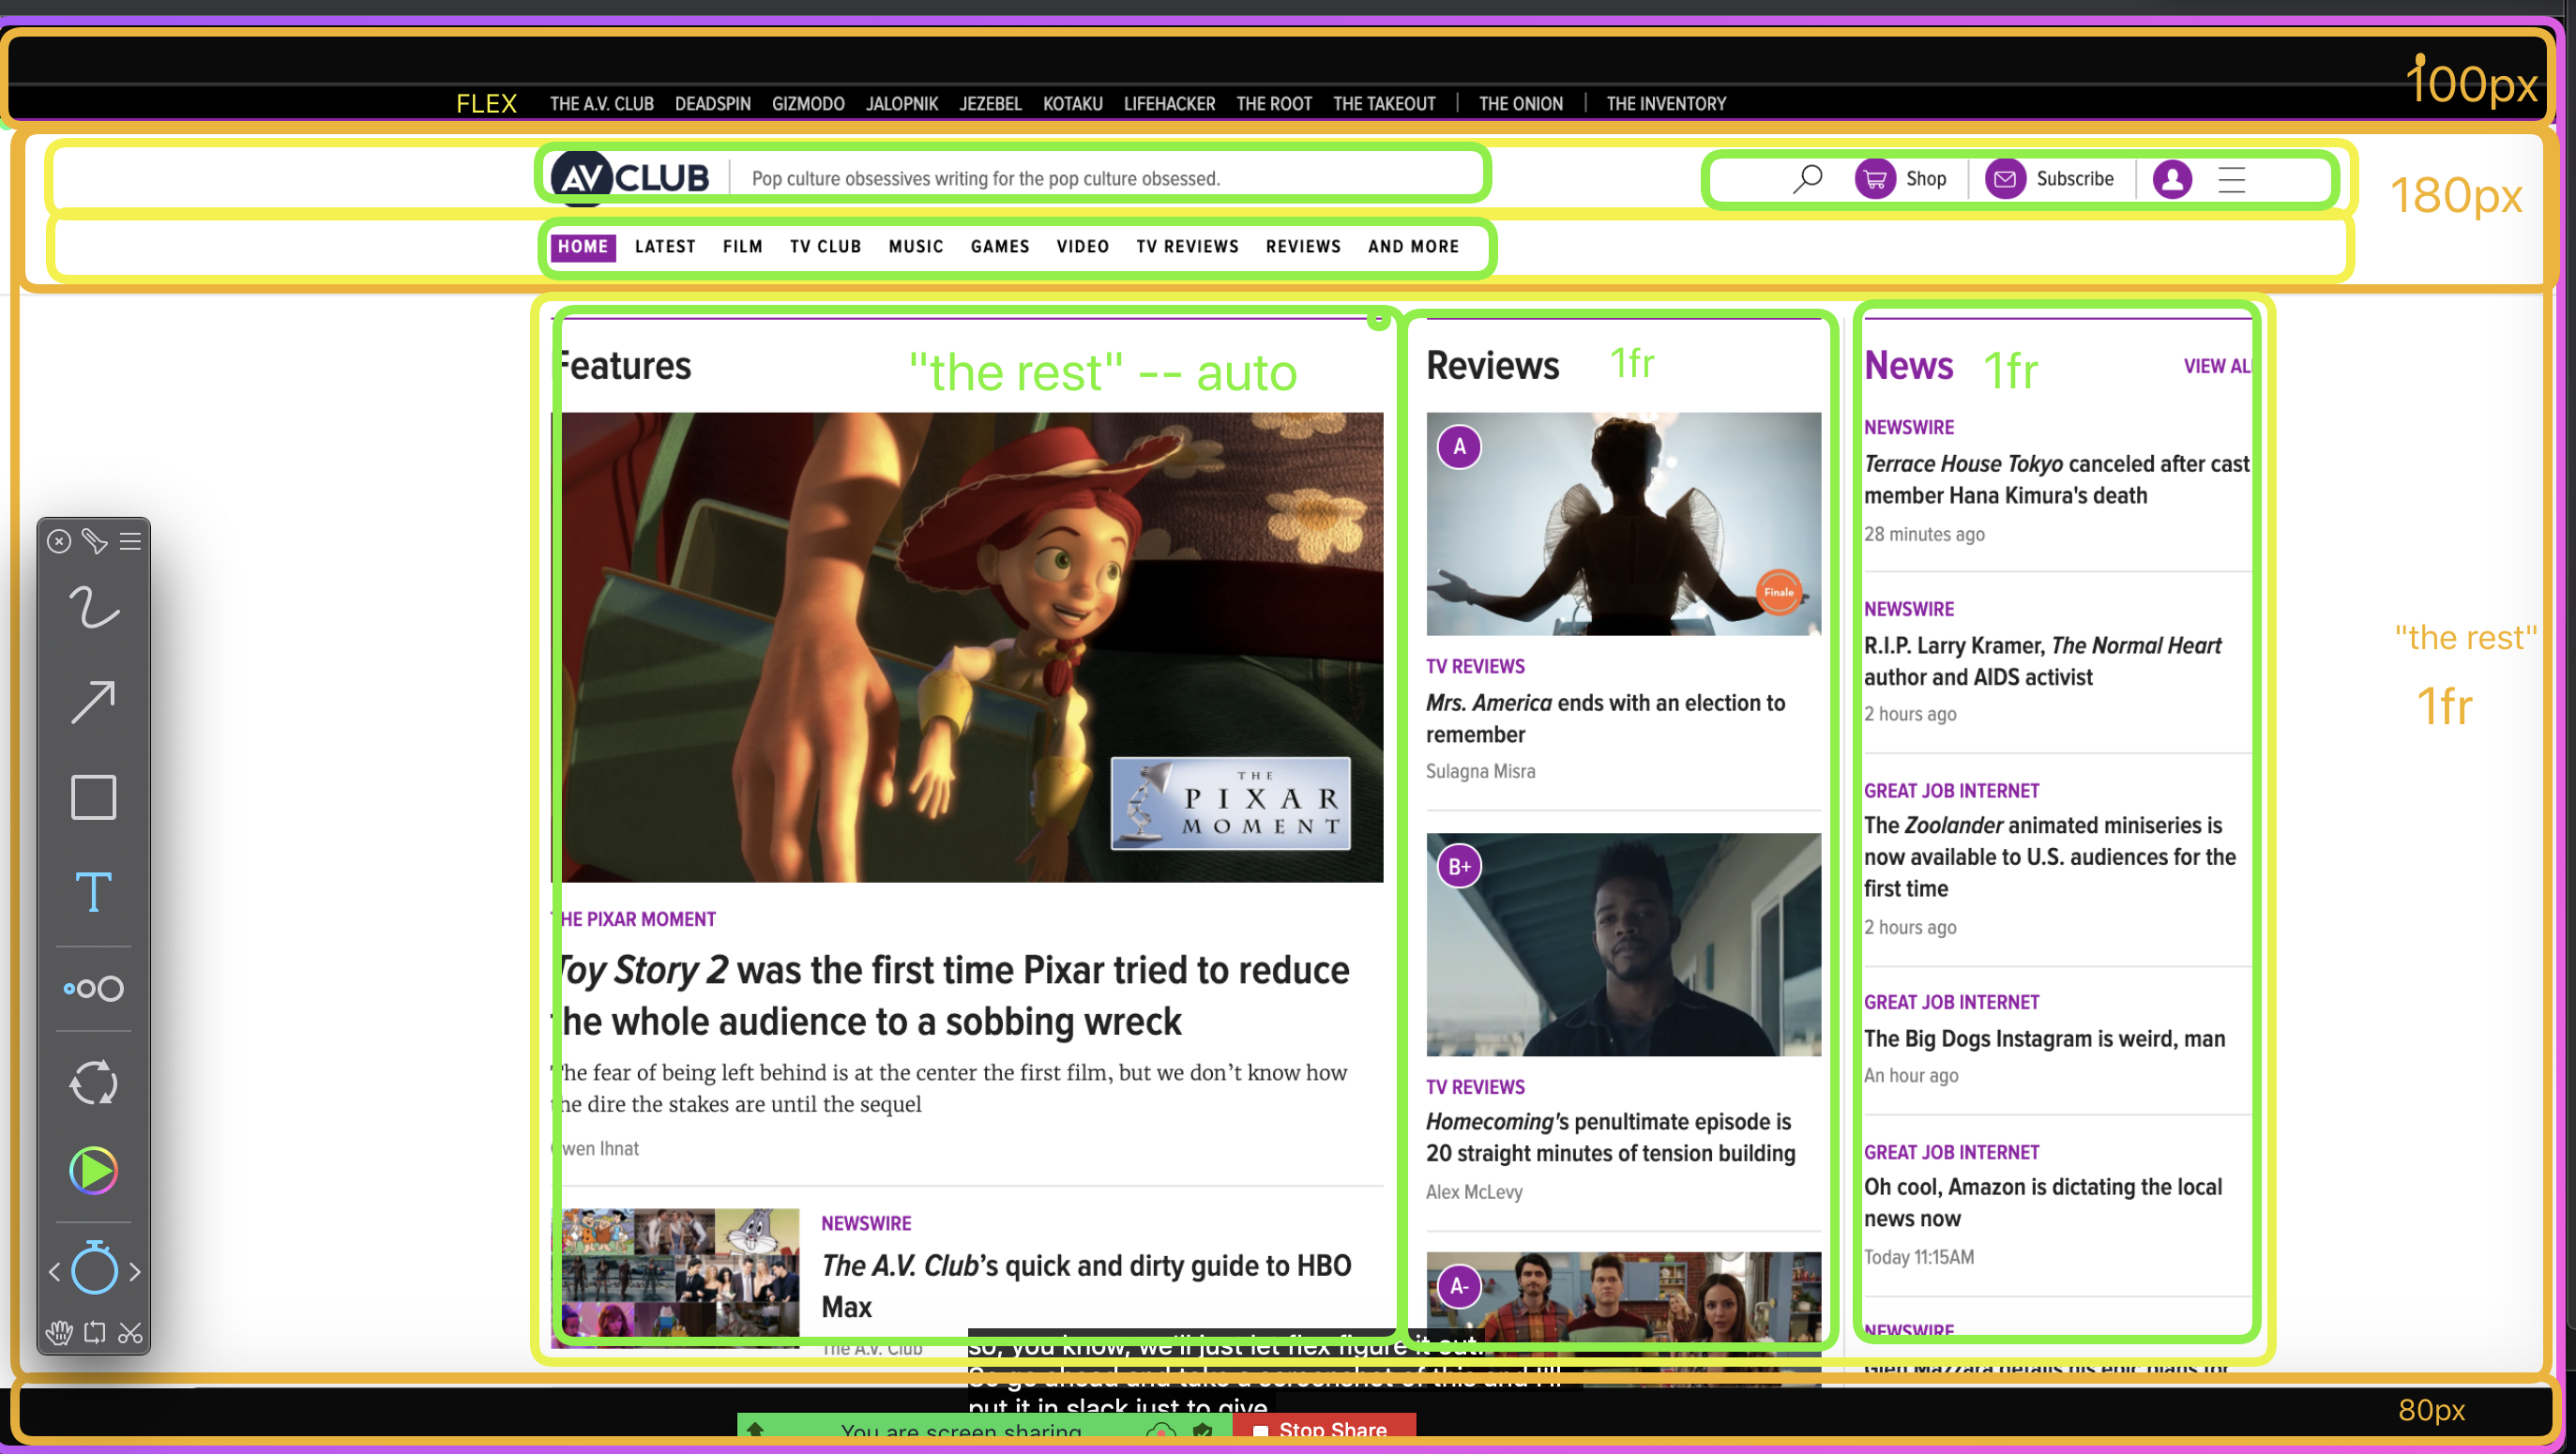 100px
FLEX THE A.V. CLUB DEADSPIN GIZMODO JALOPNIK JEZEBEL KOTAKU LIFEHACKER THE ROOT THE TAKEOUT THE ONION THE INVENTORY
AV CLUB Pop culture obsessives writing for the pop culture obsessed.
Shop Subscribe
180px
HOME LATEST FILM TV CLUB MUSIC GAMES VIDEO TV REVIEWS REVIEWS AND MORE
Features
"the rest" -- auto
THE
PIXAR
MOMENT
THE PIXAR MOMENT
Toy Story 2 was the first time Pixar tried to reduce
the whole audience to a sobbing wreck
The fear of being left behind is at the center the first film, but we don't know how
the dire the stakes are until the sequel
Gwen Ihnat
NEWSWIRE
The A.V. Club's quick and dirty guide to HBO
Max
The A.V. Club
Reviews 1fr
A
Finale
TV REVIEWS
Mrs. America ends with an election to
remember
Sulagna Misra
B+
TV REVIEWS
Homecoming's penultimate episode is
20 straight minutes of tension building
Alex McLevy
A-
News 1fr VIEW ALL
NEWSWIRE
Terrace House Tokyo canceled after cast
member Hana Kimura's death
28 minutes ago
NEWSWIRE
R.I.P. Larry Kramer, The Normal Heart
author and AIDS activist
2 hours ago
GREAT JOB INTERNET
The Zoolander animated miniseries is
now available to U.S. audiences for the
first time
2 hours ago
GREAT JOB INTERNET
The Big Dogs Instagram is weird, man
An hour ago
GREAT JOB INTERNET
Oh cool, Amazon is dictating the local
news now
Today 11:15AM
NEWSWIRE
Glen Mazzara details his epic plans for
"the rest"
1fr
T
so, you know, we'll just let flex figure it out.
So go ahead and take a screenshot of this and I'll
put it in slack just to give
You are screen sharing
Stop Share
80px